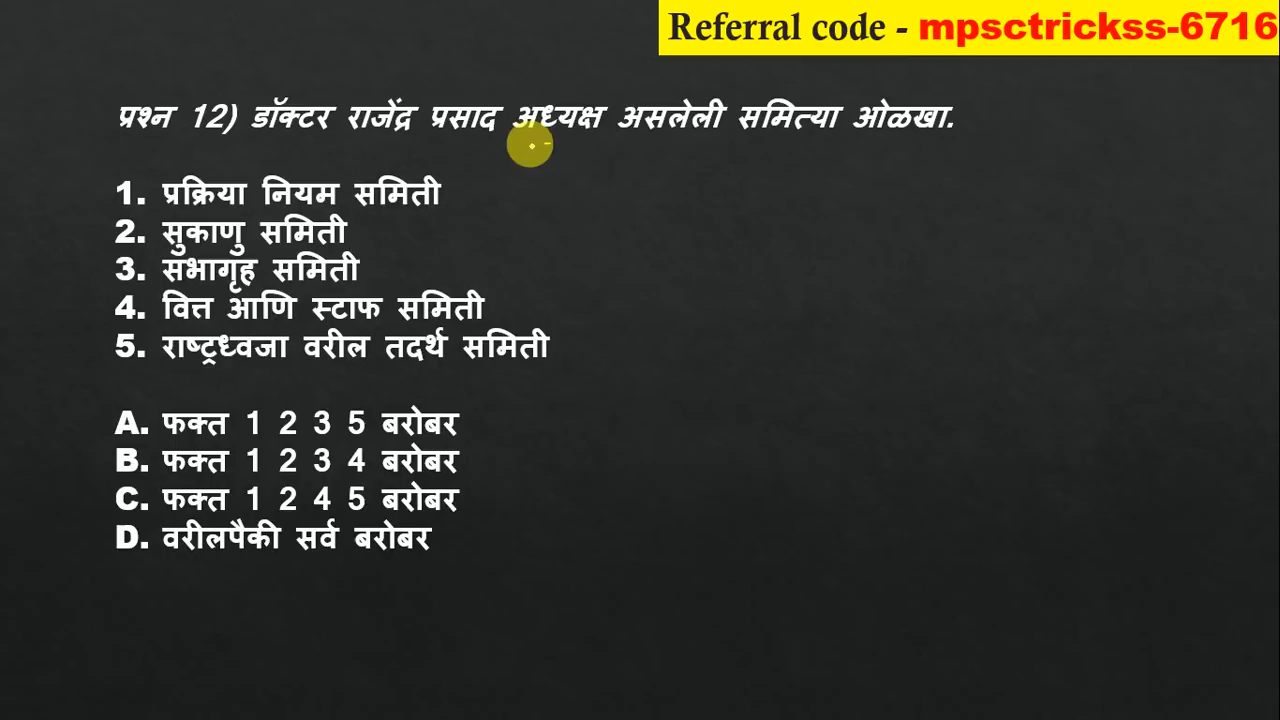 Referral code - mpsctrickss-6716
प्रश्न 12) डॉक्टर राजेंद्र प्रसाद अध्यक्ष असलेली समित्या ओळखा.
1. प्रक्रिया नियम समिती
2. सुकाणु समिती
3. सभागृह समिती
4. वित्त आणि स्टाफ समिती
5. राष्ट्रध्वजा वरील तदर्थ समिती
A. फक्त 1 2 3 5 बरोबर
B. फक्त 1 2 3 4 बरोबर
C. फक्त 1 2 4 5 बरोबर
D. वरीलपैकी सर्व बरोबर